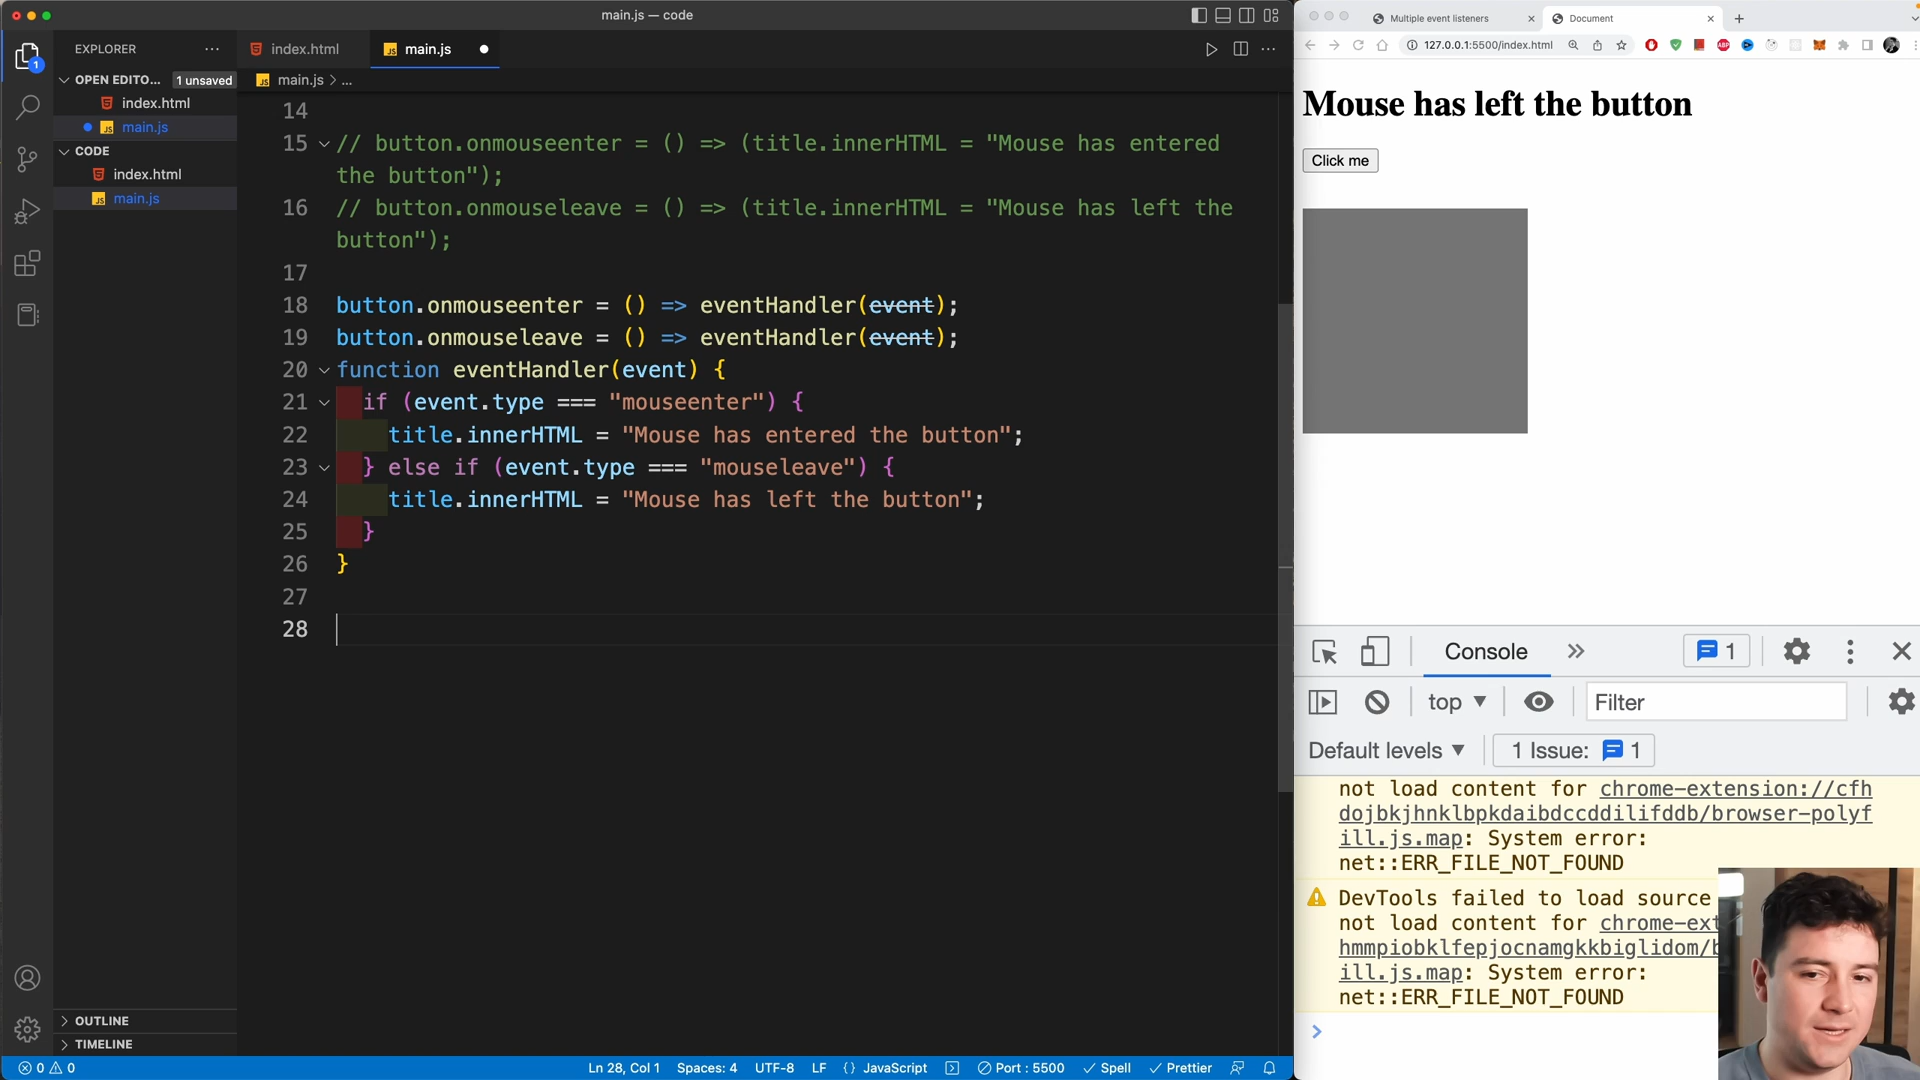 main.js — code
EXPLORER
OPEN EDITO... 1 unsaved
index.html
main.js
CODE
index.html
main.js
OUTLINE
TIMELINE
1
index.html
main.js
main.js > ...
14
15 // button.onmouseenter = () => (title.innerHTML = "Mouse has entered
the button");
16 // button.onmouseleave = () => (title.innerHTML = "Mouse has left the
button");
17
18 button.onmouseenter = () => eventHandler(event);
19 button.onmouseleave = () => eventHandler(event);
20 function eventHandler(event) {
21 if (event.type === "mouseenter") {
22 title.innerHTML = "Mouse has entered the button";
23 } else if (event.type === "mouseleave") {
24 title.innerHTML = "Mouse has left the button";
25 }
26 }
27
28
0 0
Ln 28, Col 1 Spaces: 4 UTF-8 LF {} JavaScript Port : 5500 Spell Prettier
Multiple event listeners
Document
127.0.0.1:5500/index.html
ABP
Mouse has left the button
Click me
Console
1
top
Filter
Default levels
1 Issue: 1
not load content for chrome-extension://cfh
dojbkjhnklbpkdaibdccddilifddb/browser-polyf
ill.js.map: System error:
net::ERR_FILE_NOT_FOUND
DevTools failed to load source
not load content for chrome-ext
hmmpiobklfepjocnamgkkbiglidom/b
ill.js.map: System error:
net::ERR_FILE_NOT_FOUND